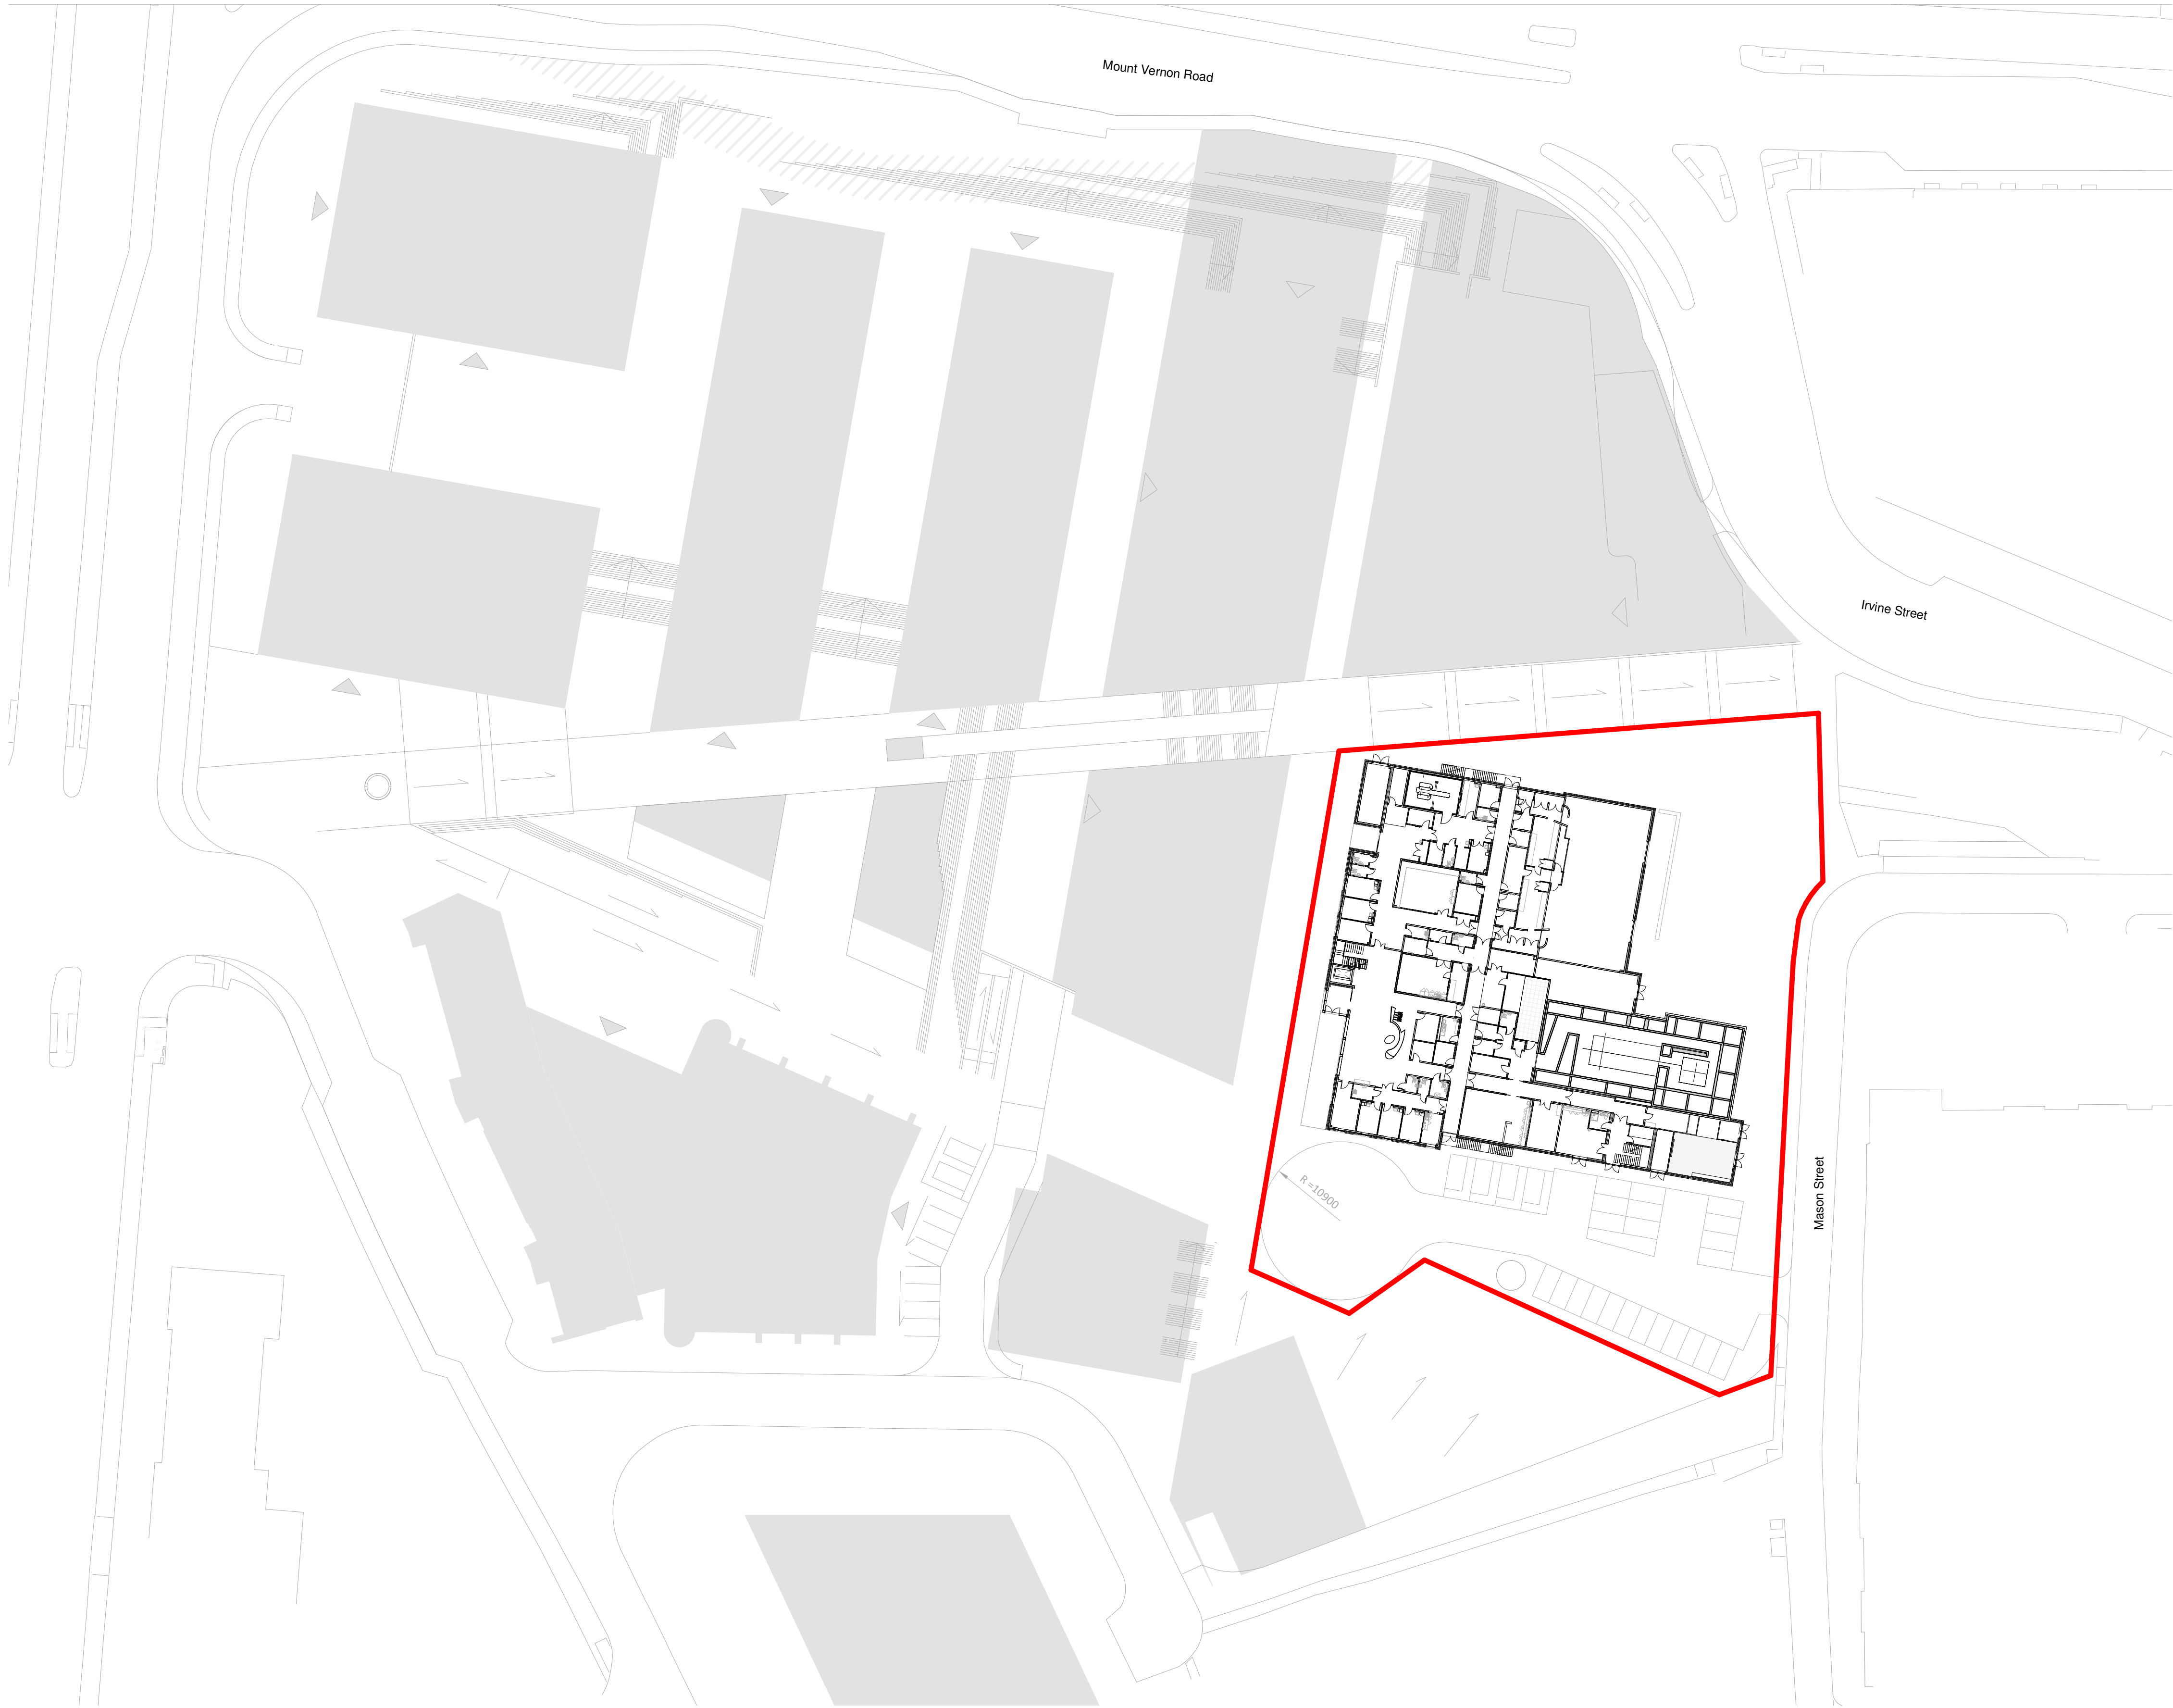 Mount Vernon Road
Irvine Street
Mason Street
R =10900